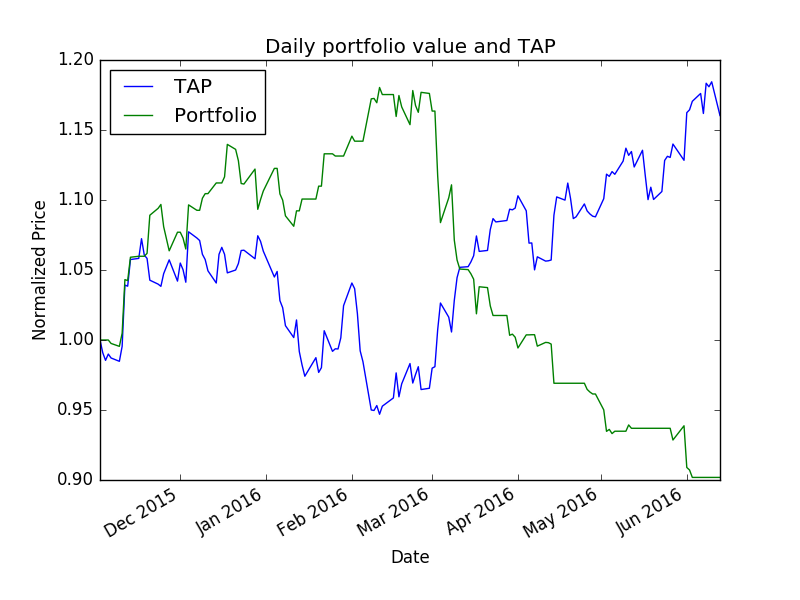 Daily portfolio value and TAP
1.20
1.15
1.10
1.05
1.00
0.95
0.90
Normalized Price
TAP
Portfolio
Dec 2015
Jan 2016
Feb 2016
Mar 2016
Apr 2016
May 2016
Jun 2016
Date